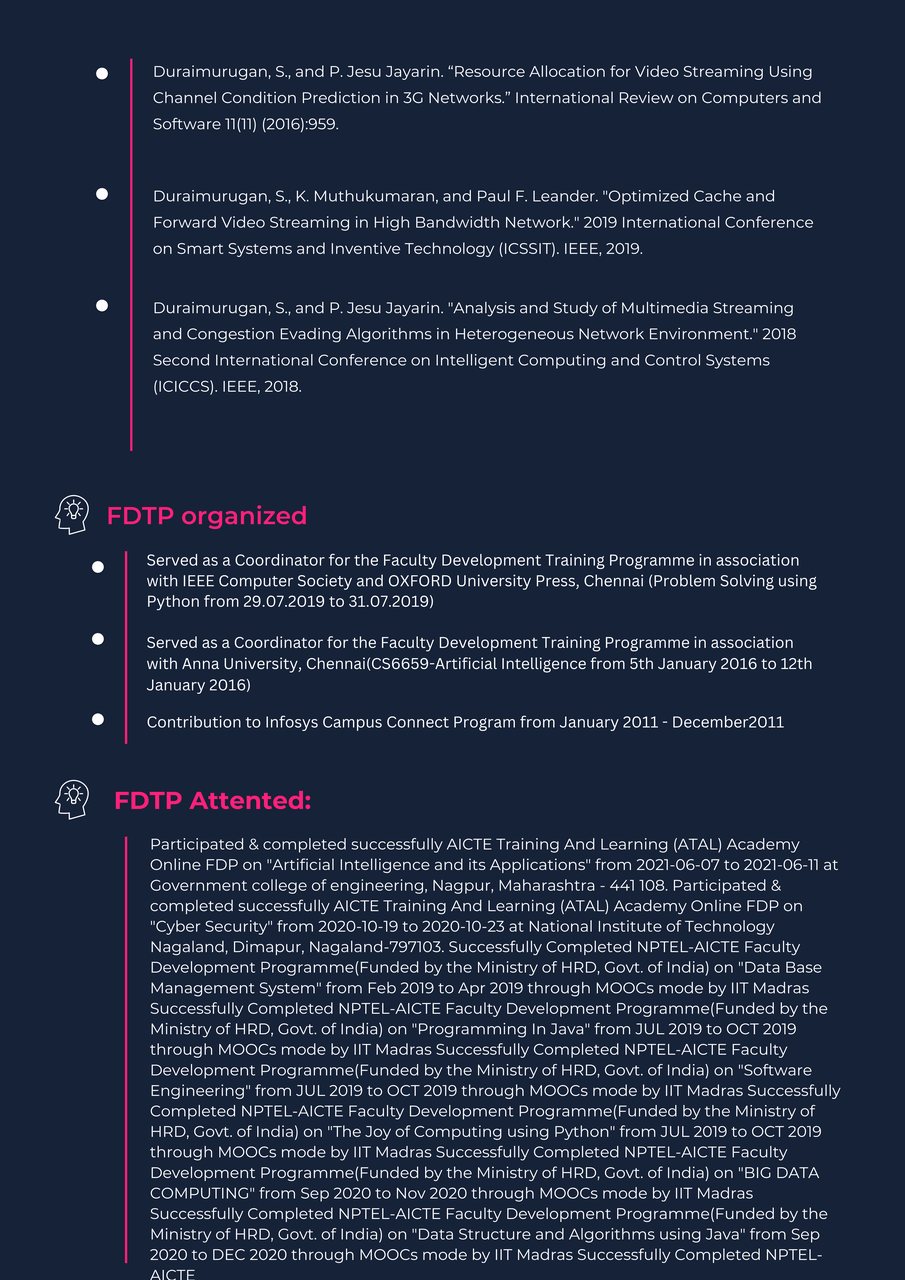 Duraimurugan, S., and P. Jesu Jayarin. “Resource Allocation for Video Streaming Using
Channel Condition Prediction in 3G Networks.” International Review on Computers and
Software 11(11) (2016):959.
Duraimurugan, S., K. Muthukumaran, and Paul F. Leander. "Optimized Cache and
Forward Video Streaming in High Bandwidth Network." 2019 International Conference
on Smart Systems and Inventive Technology (ICSSIT). IEEE, 2019.
Duraimurugan, S., and P. Jesu Jayarin. "Analysis and Study of Multimedia Streaming
and Congestion Evading Algorithms in Heterogeneous Network Environment." 2018
Second International Conference on Intelligent Computing and Control Systems
(ICICCS). IEEE, 2018.
FDTP organized
Served as a Coordinator for the Faculty Development Training Programme in association
with IEEE Computer Society and OXFORD University Press, Chennai (Problem Solving using
Python from 29.07.2019 to 31.07.2019)
Served as a Coordinator for the Faculty Development Training Programme in association
with Anna University, Chennai(CS6659-Artificial Intelligence from 5th January 2016 to 12th
January 2016)
Contribution to Infosys Campus Connect Program from January 2011 - December2011
FDTP Attented:
Participated & completed successfully AICTE Training And Learning (ATAL) Academy
Online FDP on "Artificial Intelligence and its Applications" from 2021-06-07 to 2021-06-11 at
Government college of engineering, Nagpur, Maharashtra - 441 108. Participated &
completed successfully AICTE Training And Learning (ATAL) Academy Online FDP on
"Cyber Security" from 2020-10-19 to 2020-10-23 at National Institute of Technology
Nagaland, Dimapur, Nagaland-797103. Successfully Completed NPTEL-AICTE Faculty
Development Programme(Funded by the Ministry of HRD, Govt. of India) on "Data Base
Management System" from Feb 2019 to Apr 2019 through MOOCs mode by IIT Madras
Successfully Completed NPTEL-AICTE Faculty Development Programme(Funded by the
Ministry of HRD, Govt. of India) on "Programming In Java" from JUL 2019 to OCT 2019
through MOOCs mode by IIT Madras Successfully Completed NPTEL-AICTE Faculty
Development Programme(Funded by the Ministry of HRD, Govt. of India) on "Software
Engineering" from JUL 2019 to OCT 2019 through MOOCs mode by IIT Madras Successfully
Completed NPTEL-AICTE Faculty Development Programme(Funded by the Ministry of
HRD, Govt. of India) on "The Joy of Computing using Python" from JUL 2019 to OCT 2019
through MOOCs mode by IIT Madras Successfully Completed NPTEL-AICTE Faculty
Development Programme(Funded by the Ministry of HRD, Govt. of India) on "BIG DATA
COMPUTING" from Sep 2020 to Nov 2020 through MOOCs mode by IIT Madras
Successfully Completed NPTEL-AICTE Faculty Development Programme(Funded by the
Ministry of HRD, Govt. of India) on "Data Structure and Algorithms using Java" from Sep
2020 to DEC 2020 through MOOCs mode by IIT Madras Successfully Completed NPTEL-
AICTE